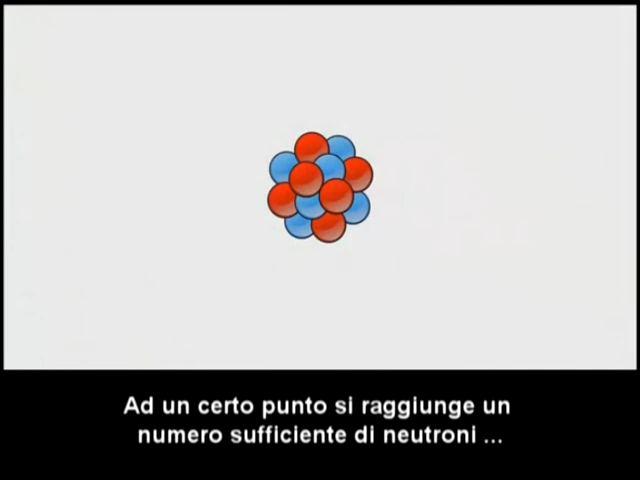 Ad un certo punto si raggiunge un
numero sufficiente di neutroni ...